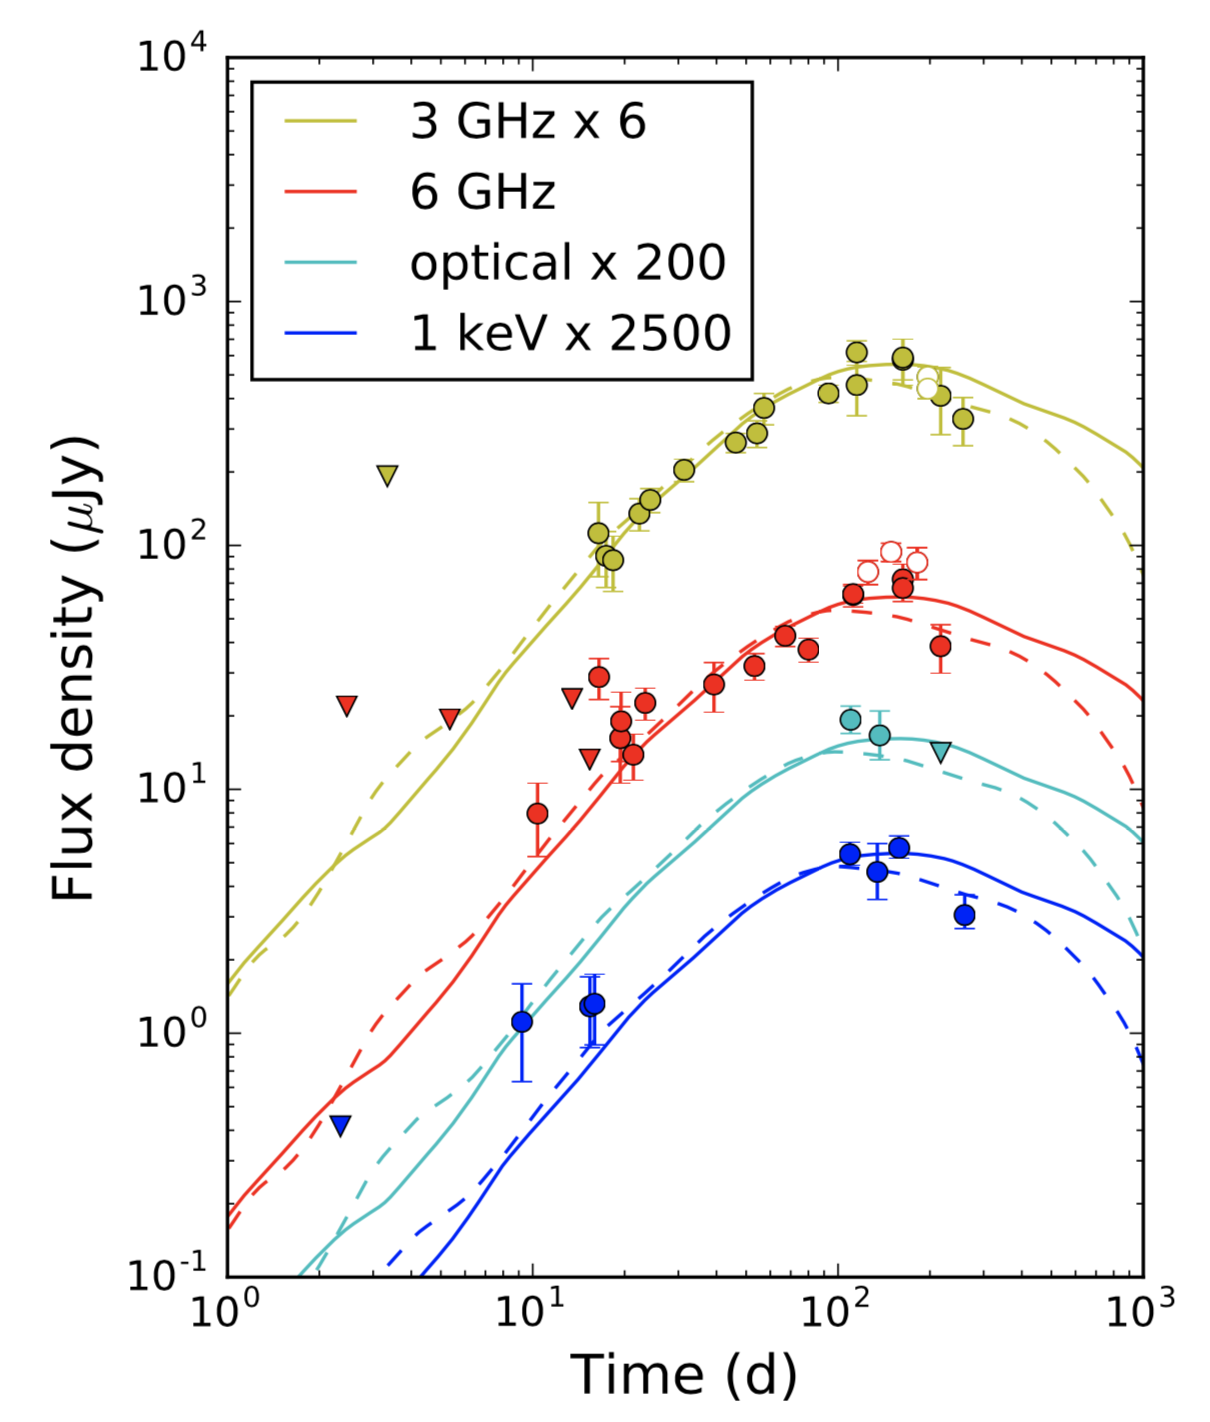 10^4
10^3
10^2
10^1
10^0
10^-1
3 GHz x 6
6 GHz
optical x 200
1 keV x 2500
Flux density (μJy)
10^0 10^1 10^2 10^3
Time (d)